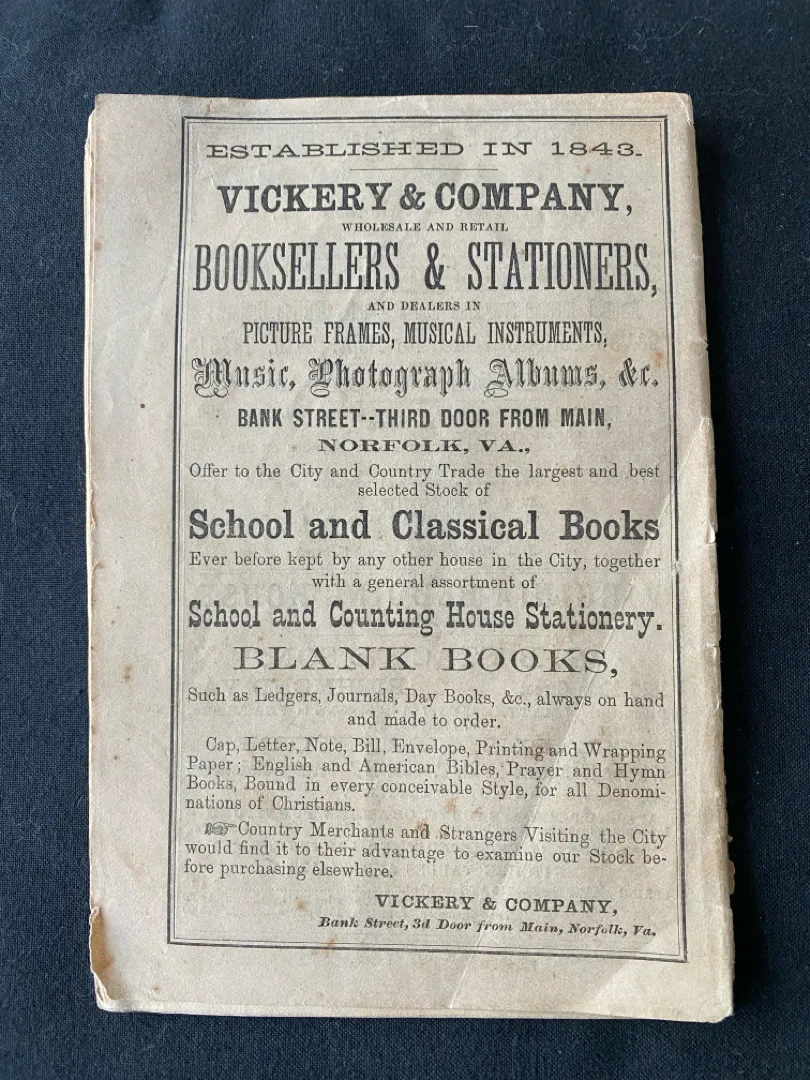 ESTABLISHED IN 1843.
VICKERY & COMPANY,
WHOLESALE AND RETAIL
BOOKSELLERS & STATIONERS,
AND DEALERS IN
PICTURE FRAMES, MUSICAL INSTRUMENTS,
Music, Photograph Albums, &c.
BANK STREET--THIRD DOOR FROM MAIN,
NORFOLK, VA.,
Offer to the City and Country Trade the largest and best
selected Stock of
School and Classical Books
Ever before kept by any other house in the City, together
with a general assortment of
School and Counting House Stationery.
BLANK BOOKS,
Such as Ledgers, Journals, Day Books, &c., always on hand
and made to order.
Cap, Letter, Note, Bill, Envelope, Printing and Wrapping
Paper; English and American Bibles, Prayer and Hymn
Books, Bound in every conceivable Style, for all Denomi-
nations of Christians.
☞Country Merchants and Strangers Visiting the City
would find it to their advantage to examine our Stock be-
fore purchasing elsewhere.
VICKERY & COMPANY,
Bank Street, 3d Door from Main, Norfolk, Va.